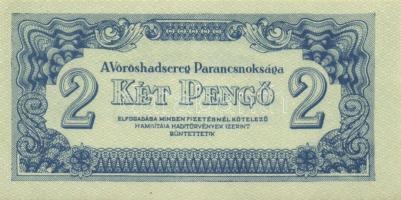 A Vöröshadsereg Parancsnoksága
2 KÉT PENGŐ 2
ELFOGADÁSA MINDEN FIZETÉSNÉL KÖTELEZŐ
HAMISÍTÁSA HADITÖRVÉNYEK SZERINT
BÜNTETTETIK